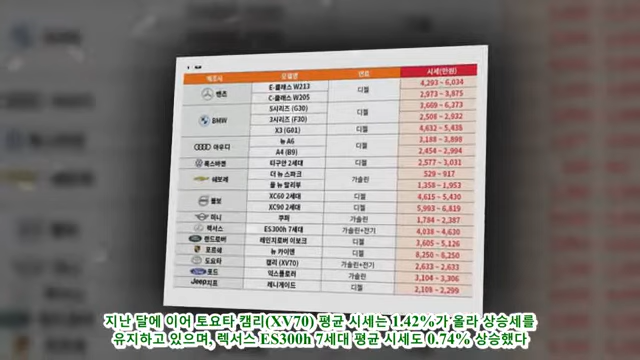 제조사 모델명 연료 시세(만원)
벤츠 E-클래스 W213 디젤 4,293 ~ 6,034
C-클래스 W205 2,973 ~ 3,875
BMW 5시리즈 (G30) 디젤 3,669 ~ 6,373
3시리즈 (F30) 2,508 ~ 2,932
X3 (G01) 4,632 ~ 5,438
아우디 뉴 A6 디젤 3,188 ~ 3,898
A4 (B9) 2,454 ~ 2,904
폭스바겐 티구안 2세대 디젤 2,577 ~ 3,031
쉐보레 더 뉴 스파크 가솔린 529 ~ 917
올 뉴 말리부 1,358 ~ 1,953
볼보 XC60 2세대 디젤 4,615 ~ 5,430
XC90 2세대 디젤 5,993 ~ 6,819
미니 쿠퍼 가솔린 1,784 ~ 2,387
렉서스 ES300h 7세대 가솔린+전기 4,038 ~ 4,630
랜드로버 레인지로버 이보크 디젤 3,605 ~ 5,126
포르쉐 뉴 카이엔 디젤 8,250 ~ 8,250
도요타 캠리 (XV70) 가솔린+전기 2,633 ~ 2,633
포드 익스플로러 가솔린 3,104 ~ 3,306
Jeep 지프 레니게이드 디젤 2,109 ~ 2,299
지난 달에 이어 토요타 캠리(XV70) 평균 시세는 1.42%가 올라 상승세를
유지하고 있으며, 렉서스 ES300h 7세대 평균 시세도 0.74% 상승했다